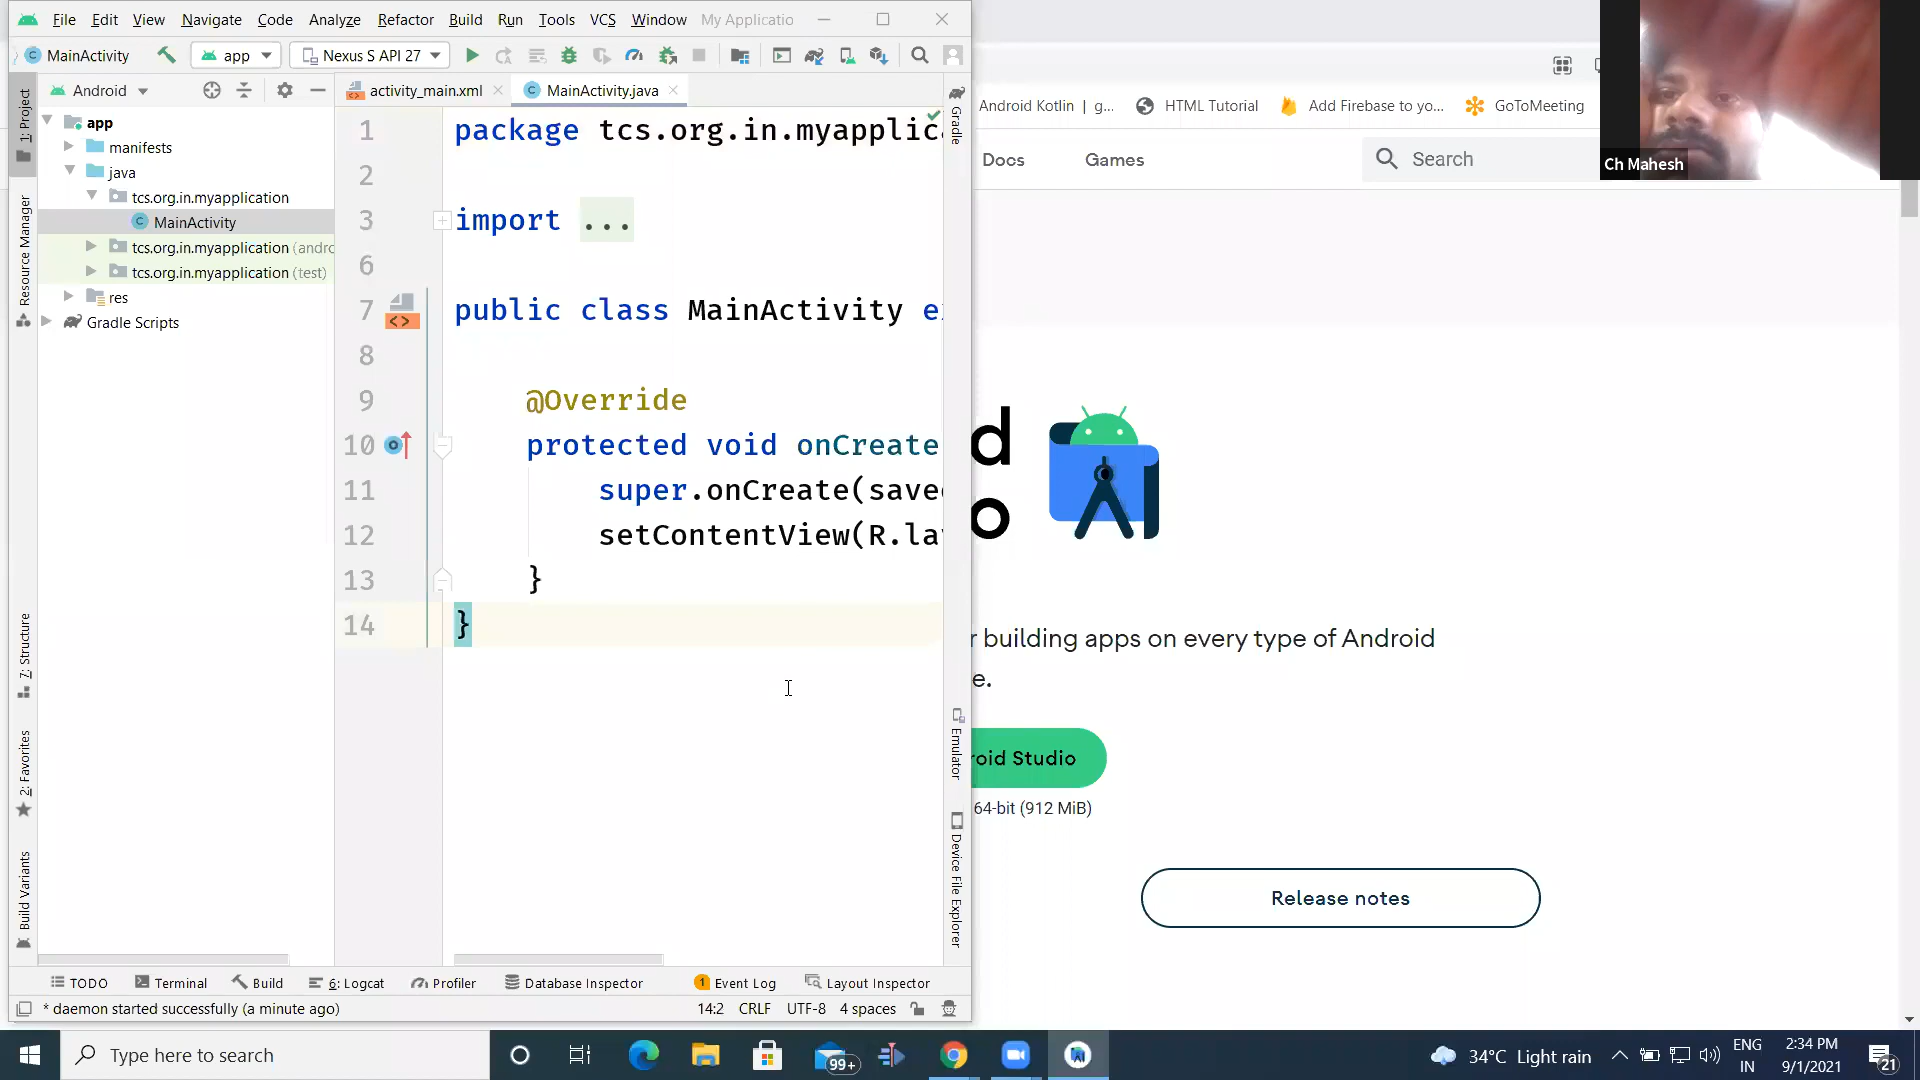 File Edit View Navigate Code Analyze Refactor Build Run Tools VCS Window My Applicatio
MainActivity app Nexus S API 27
Android activity_main.xml MainActivity.java
1: Project
Resource Manager
7: Structure
2: Favorites
Build Variants
app
manifests
java
tcs.org.in.myapplication
MainActivity
tcs.org.in.myapplication (andro
tcs.org.in.myapplication (test)
res
Gradle Scripts
1 package tcs.org.in.myapplica
2
3 import ...
6
7 public class MainActivity e
8
9 @Override
10 protected void onCreate
11 super.onCreate(save
12 setContentView(R.la
13 }
14 }
Gradle
Emulator
Device File Explorer
TODO Terminal Build 6: Logcat Profiler Database Inspector 1 Event Log Layout Inspector
* daemon started successfully (a minute ago) 14:2 CRLF UTF-8 4 spaces
Android Kotlin | g... HTML Tutorial Add Firebase to yo... GoToMeeting
Docs Games Search
Ch Mahesh
d
o
r building apps on every type of Android
e.
roid Studio
64-bit (912 MiB)
Release notes
Type here to search 99+ 34°C Light rain ENG IN 2:34 PM 9/1/2021 21